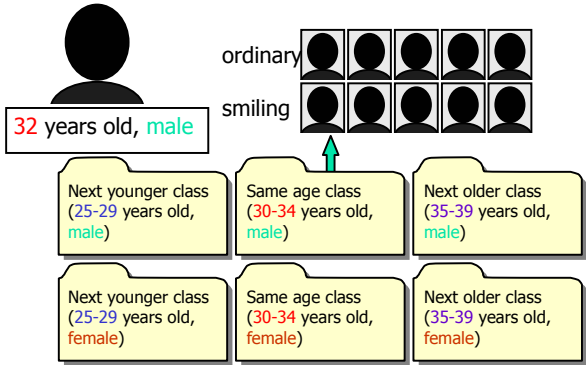 ordinary
smiling
32 years old, male
Next younger class
(25-29 years old,
male)
Same age class
(30-34 years old,
male)
Next older class
(35-39 years old,
male)
Next younger class
(25-29 years old,
female)
Same age class
(30-34 years old,
female)
Next older class
(35-39 years old,
female)